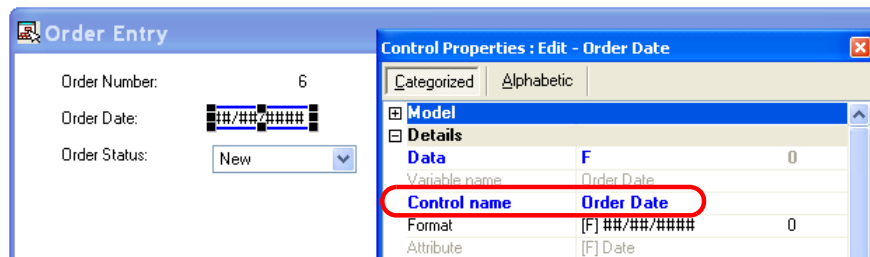 Order Entry
Order Number: 6
Order Date: ##/##/####
Order Status: New
Control Properties : Edit - Order Date
Categorized Alphabetic
Model
Details
Data F 0
Variable name Order Date
Control name Order Date
Format [F] ##/##/#### 0
Attribute [F] Date